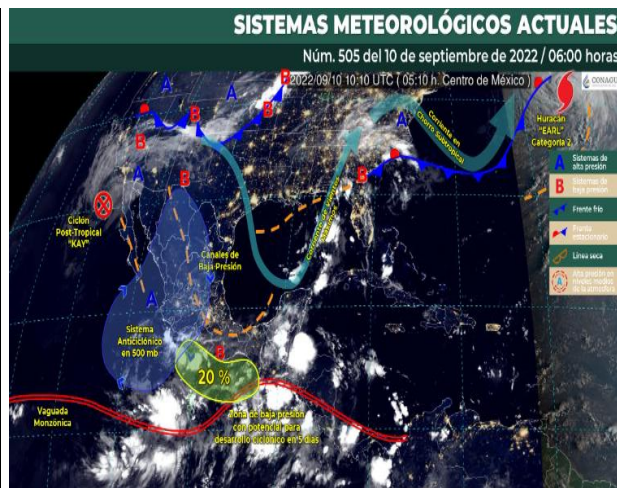 SISTEMAS METEOROLÓGICOS ACTUALES
Núm. 505 del 10 de septiembre de 2022 / 06:00 horas
2022/09/10 10:10 UTC ( 05:10 h. Centro de México )
CONAGUA
A
A
B
B
B
B
B
A
A
B
B
A
A
B
Corriente en
Chorro Subtropical
Huracán
"EARL"
Categoría 2
Ciclón
Post-Tropical
"KAY"
Canales de
Baja Presión
Sistema
Anticiclónico
en 500 mb
20 %
Zona de baja presión
con potencial para
desarrollo ciclónico en 5 días
Vaguada
Monzónica
A Sistemas de
alta presión
B Sistemas de
baja presión
Frente frío
Frente
estacionario
Línea seca
A Alta presión en
niveles medios
de la atmósfera